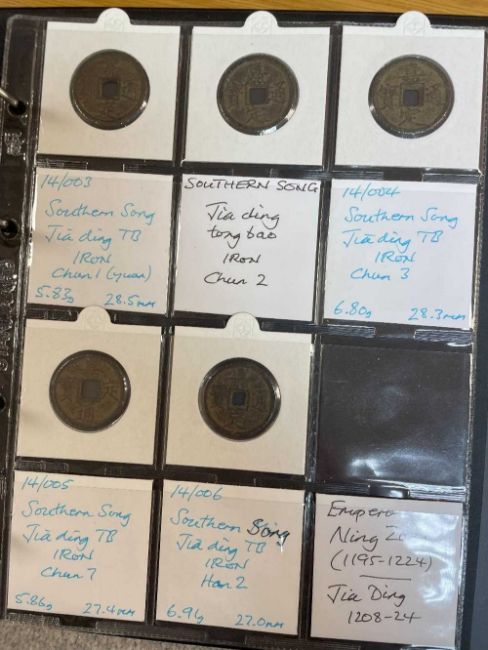 14/003
Southern Song
Jia ding TB
IRON
Chun 1 (yuan)
5.83g 28.5mm
SOUTHERN SONG
Jia ding
tong bao
IRON
Chun 2
14/004
Southern Song
Jia ding TB
IRON
Chun 3
6.80g 28.3mm
14/005
Southern Song
Jia ding TB
IRON
Chun 7
5.86g 27.4mm
14/006
Southern Song
Jia ding TB
IRON
Han 2
6.94g 27.0mm
Empero
Ning Z
(1195-1224)
Jia Ding
1208-24